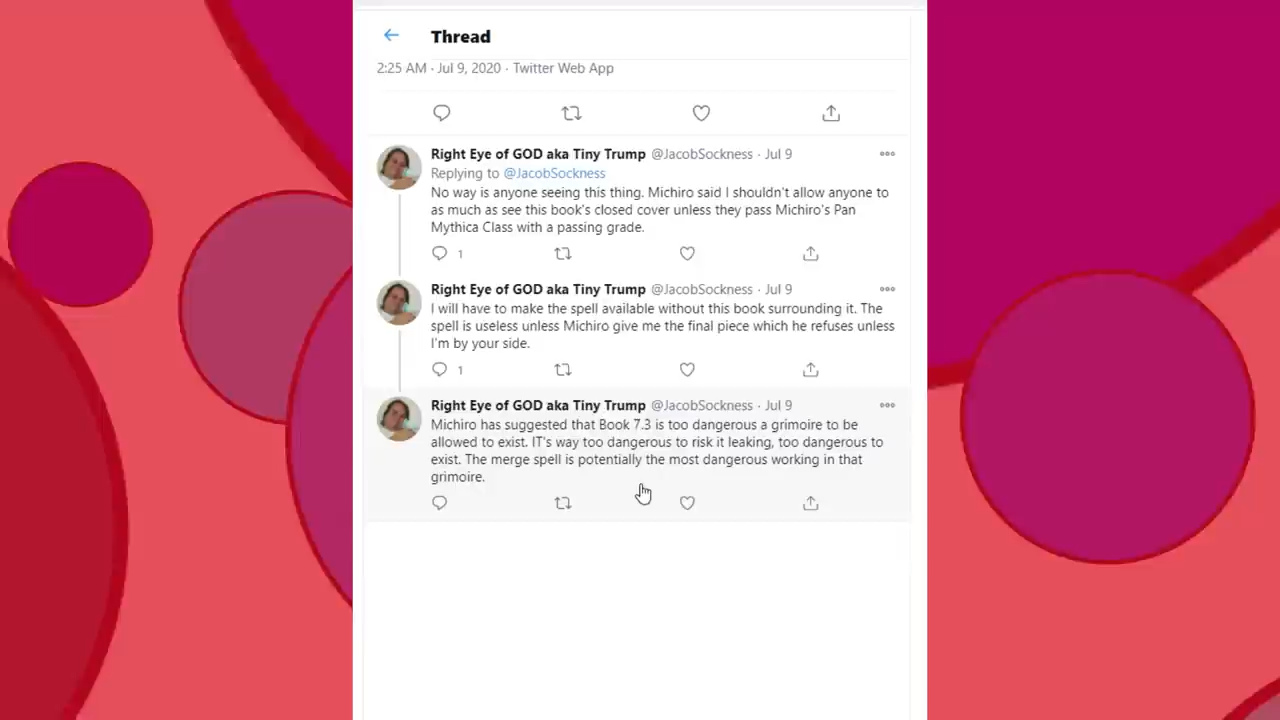 Thread
2:25 AM · Jul 9, 2020 · Twitter Web App
Right Eye of GOD aka Tiny Trump @JacobSockness · Jul 9
Replying to @JacobSockness
No way is anyone seeing this thing. Michiro said I shouldn't allow anyone to
as much as see this book's closed cover unless they pass Michiro's Pan
Mythica Class with a passing grade.
1
Right Eye of GOD aka Tiny Trump @JacobSockness · Jul 9
I will have to make the spell available without this book surrounding it. The
spell is useless unless Michiro give me the final piece which he refuses unless
I'm by your side.
1
Right Eye of GOD aka Tiny Trump @JacobSockness · Jul 9
Michiro has suggested that Book 7.3 is too dangerous a grimoire to be
allowed to exist. IT's way too dangerous to risk it leaking, too dangerous to
exist. The merge spell is potentially the most dangerous working in that
grimoire.